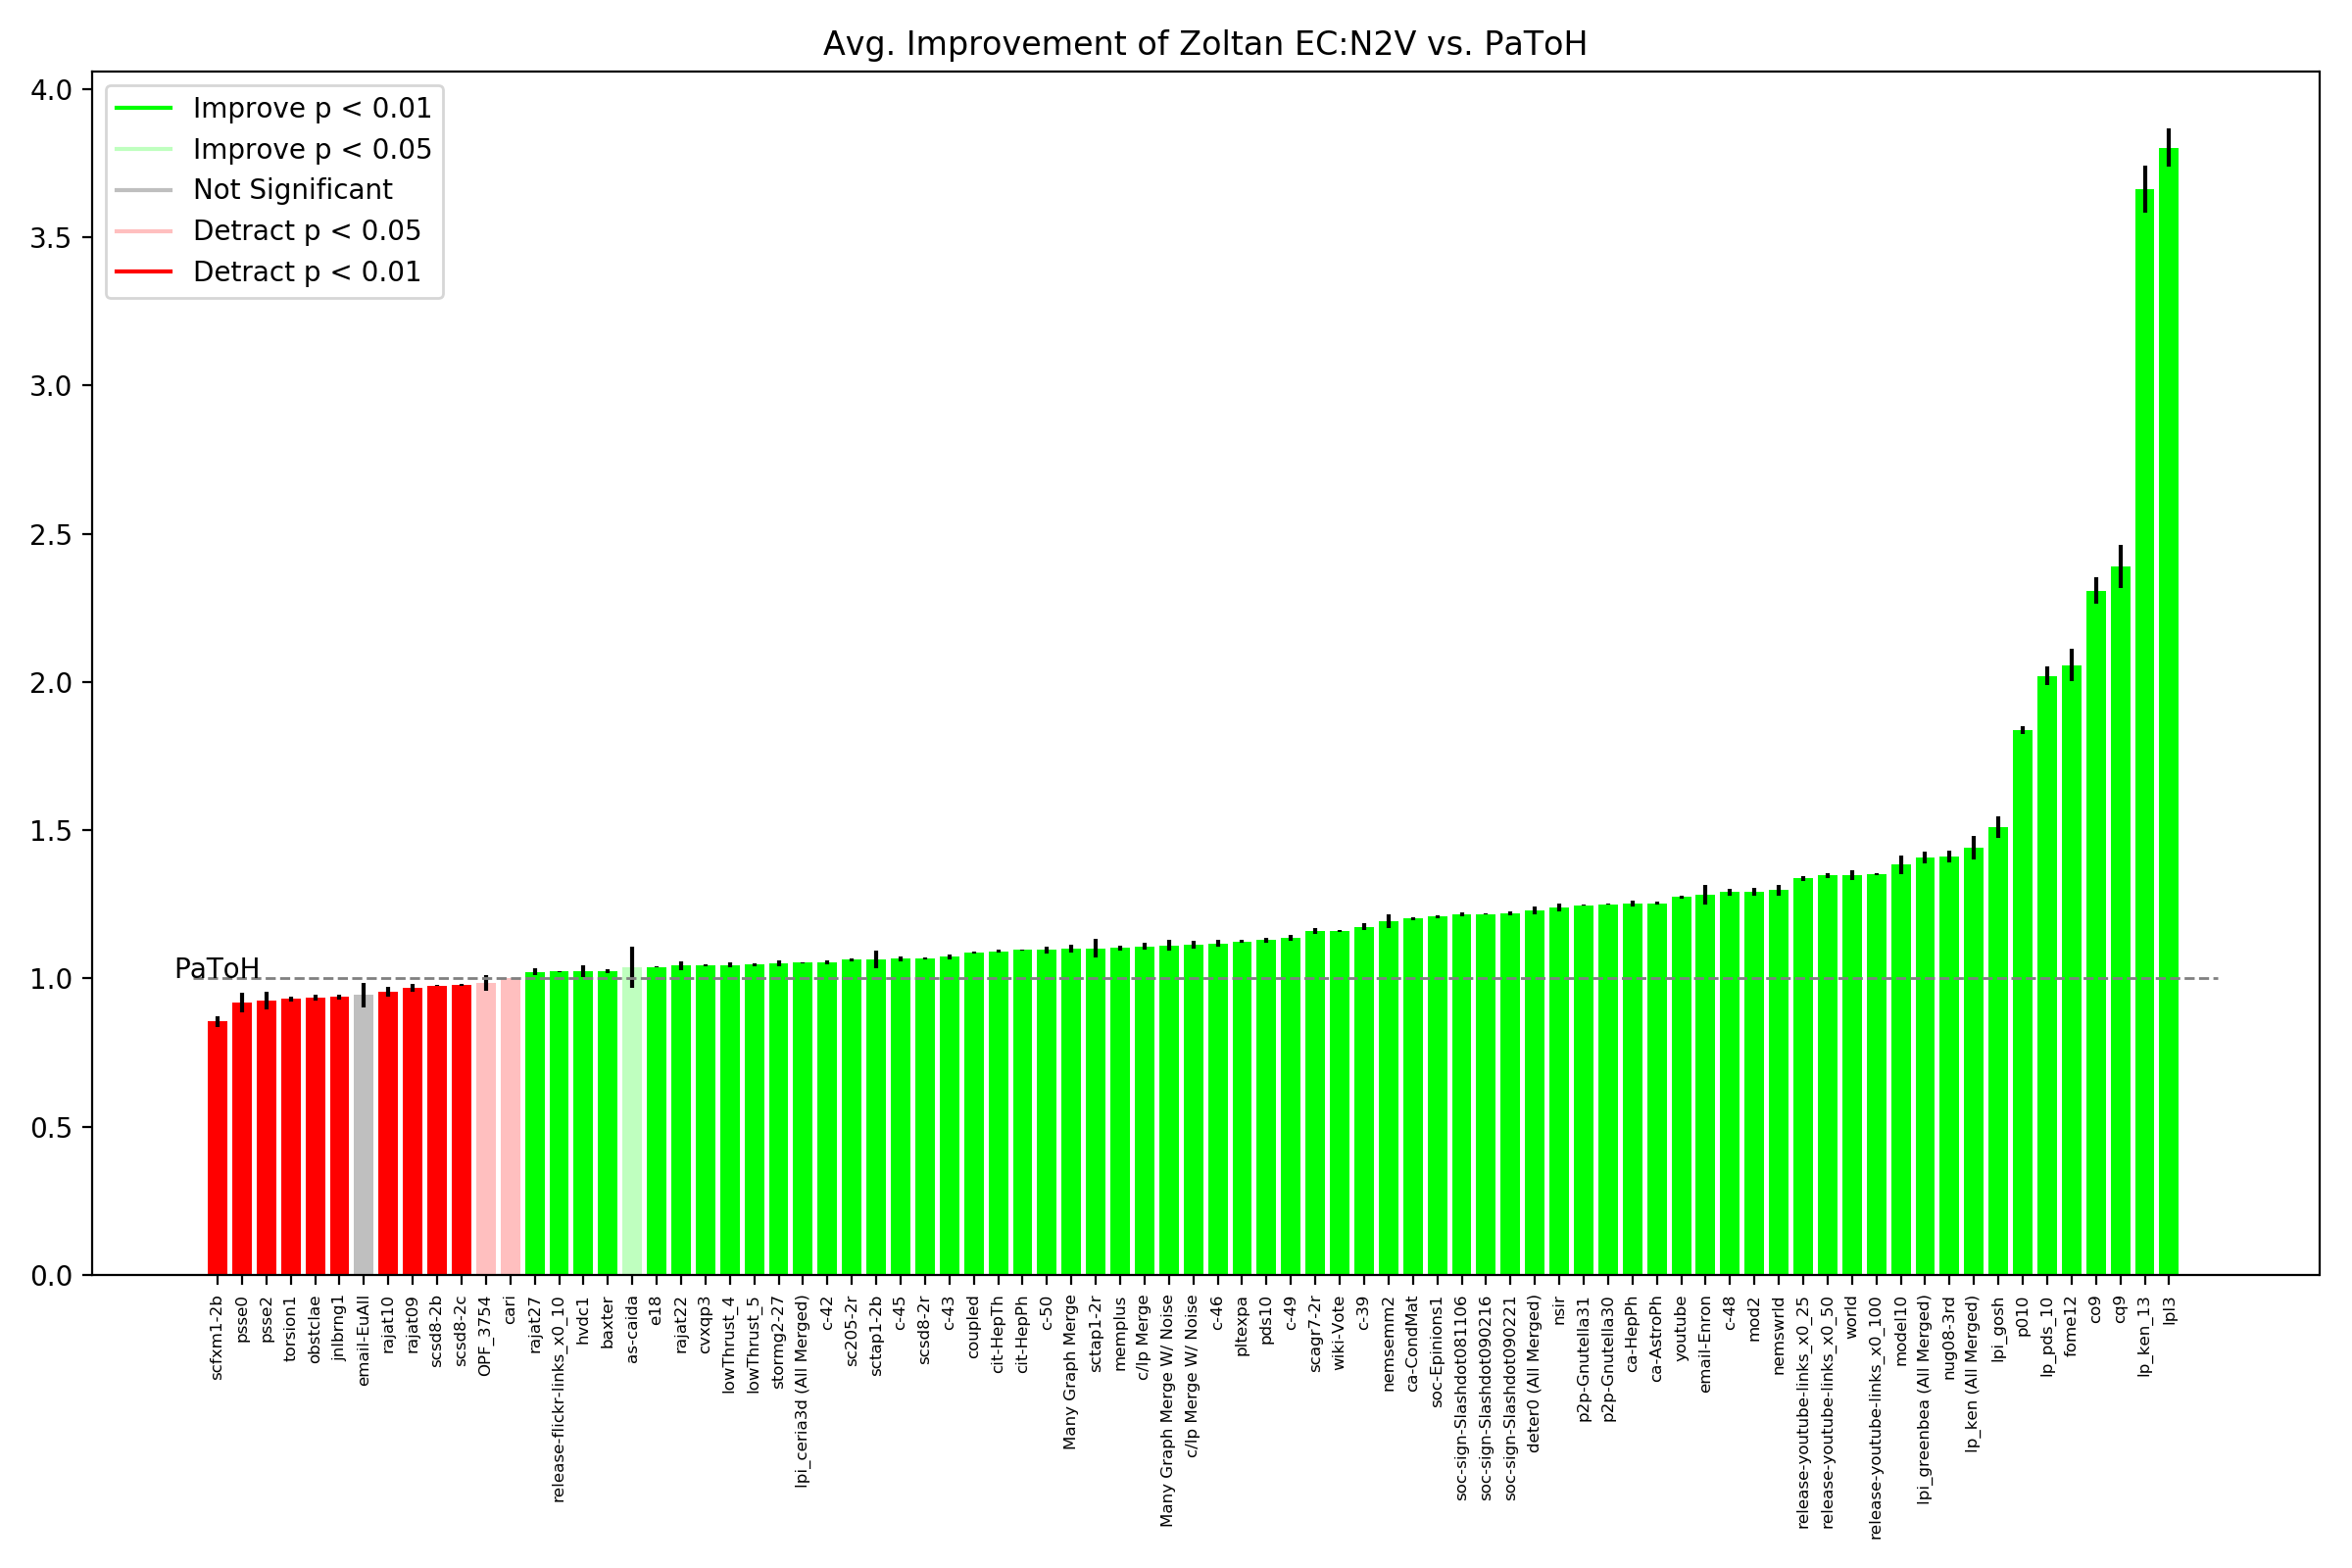 Avg. Improvement of Zoltan EC:N2V vs. PaToH
4.0
3.5
3.0
2.5
2.0
1.5
1.0
0.5
0.0
Improve p < 0.01
Improve p < 0.05
Not Significant
Detract p < 0.05
Detract p < 0.01
PaToH
scfxm1-2b
psse0
psse2
torsion1
obstclae
jnlbrng1
email-EuAll
rajat10
rajat09
scsd8-2b
scsd8-2c
OPF_3754
cari
rajat27
release-flickr-links_x0_10
hvdc1
baxter
as-caida
e18
rajat22
cvxqp3
lowThrust_4
lowThrust_5
stormg2-27
lpi_ceria3d (All Merged)
c-42
sc205-2r
sctap1-2b
c-45
scsd8-2r
c-43
coupled
cit-HepTh
cit-HepPh
c-50
Many Graph Merge
sctap1-2r
memplus
c/lp Merge
Many Graph Merge W/ Noise
c/lp Merge W/ Noise
c-46
pltexpa
pds10
c-49
scagr7-2r
wiki-Vote
c-39
nemsemm2
ca-CondMat
soc-Epinions1
soc-sign-Slashdot081106
soc-sign-Slashdot090216
soc-sign-Slashdot090221
deter0 (All Merged)
nsir
p2p-Gnutella31
p2p-Gnutella30
ca-HepPh
ca-AstroPh
youtube
email-Enron
c-48
mod2
nemswrld
release-youtube-links_x0_25
release-youtube-links_x0_50
world
release-youtube-links_x0_100
model10
lpi_greenbea (All Merged)
nug08-3rd
lp_ken (All Merged)
lpi_gosh
p010
lp_pds_10
fome12
co9
cq9
lp_ken_13
lpl3